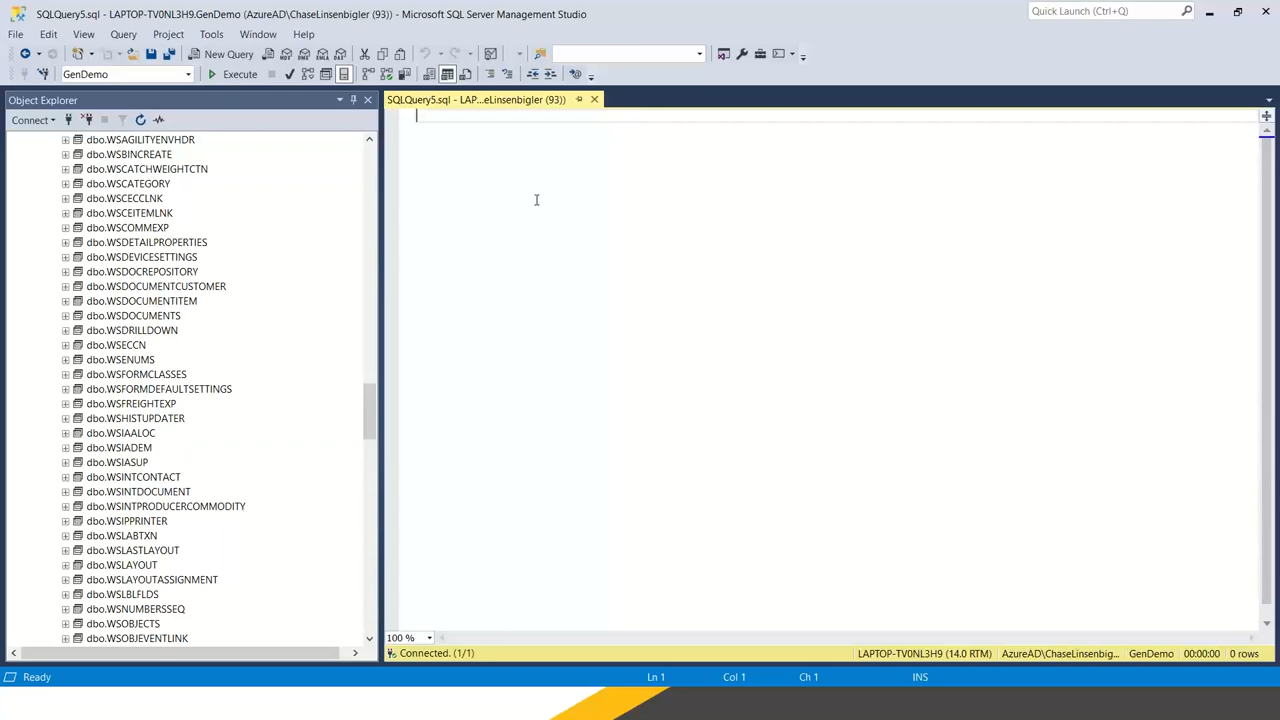 SQLQuery5.sql - LAPTOP-TV0NL3H9.GenDemo (AzureAD\ChaseLinsenbigler (93)) - Microsoft SQL Server Management Studio
Quick Launch (Ctrl+Q)
File Edit View Query Project Tools Window Help
New Query
GenDemo Execute
Object Explorer
SQLQuery5.sql - LAP...eLinsenbigler (93))
Connect
dbo.WSAGILITYENVHDR
dbo.WSBINCREATE
dbo.WSCATCHWEIGHTCTN
dbo.WSCATEGORY
dbo.WSCECCLNK
dbo.WSCEITEMLNK
dbo.WSCOMMEXP
dbo.WSDETAILPROPERTIES
dbo.WSDEVICESETTINGS
dbo.WSDOCREPOSITORY
dbo.WSDOCUMENTCUSTOMER
dbo.WSDOCUMENTITEM
dbo.WSDOCUMENTS
dbo.WSDRILLDOWN
dbo.WSECCN
dbo.WSENUMS
dbo.WSFORMCLASSES
dbo.WSFORMDEFAULTSETTINGS
dbo.WSFREIGHTEXP
dbo.WSHISTUPDATER
dbo.WSIAALOC
dbo.WSIADEM
dbo.WSIASUP
dbo.WSINTCONTACT
dbo.WSINTDOCUMENT
dbo.WSINTPRODUCERCOMMODITY
dbo.WSIPPRINTER
dbo.WSLABTXN
dbo.WSLASTLAYOUT
dbo.WSLAYOUT
dbo.WSLAYOUTASSIGNMENT
dbo.WSLBLFLDS
dbo.WSNUMBERSSEQ
dbo.WSOBJECTS
dbo.WSOBJEVENTLINK
100 %
Connected. (1/1)
LAPTOP-TV0NL3H9 (14.0 RTM) AzureAD\ChaseLinsenbig... GenDemo 00:00:00 0 rows
Ready Ln 1 Col 1 Ch 1 INS